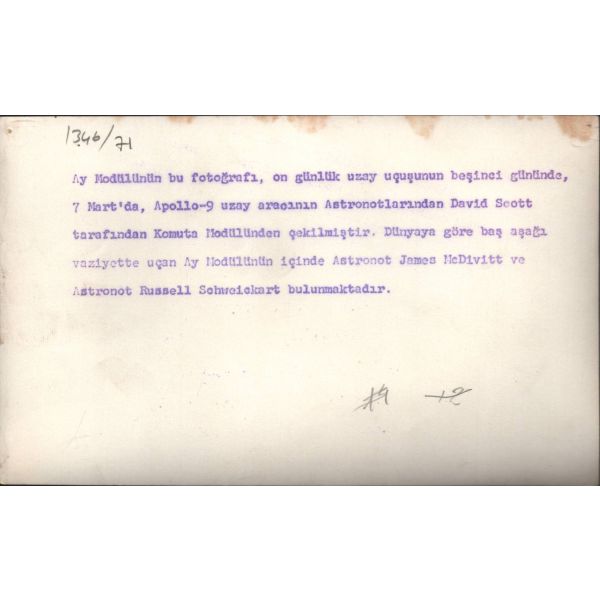 1346/71
Ay Modülünün bu fotoğrafı, on günlük uzay uçuşunun beşinci gününde,
7 Mart'da, Apollo-9 uzay aracının Astronotlarından David Scott
tarafından Komuta Modülünden çekilmiştir. Dünyaya göre baş aşağı
vaziyette uçan Ay Modülünün içinde Astronot James McDivitt ve
Astronot Russell Schweickart bulunmaktadır.